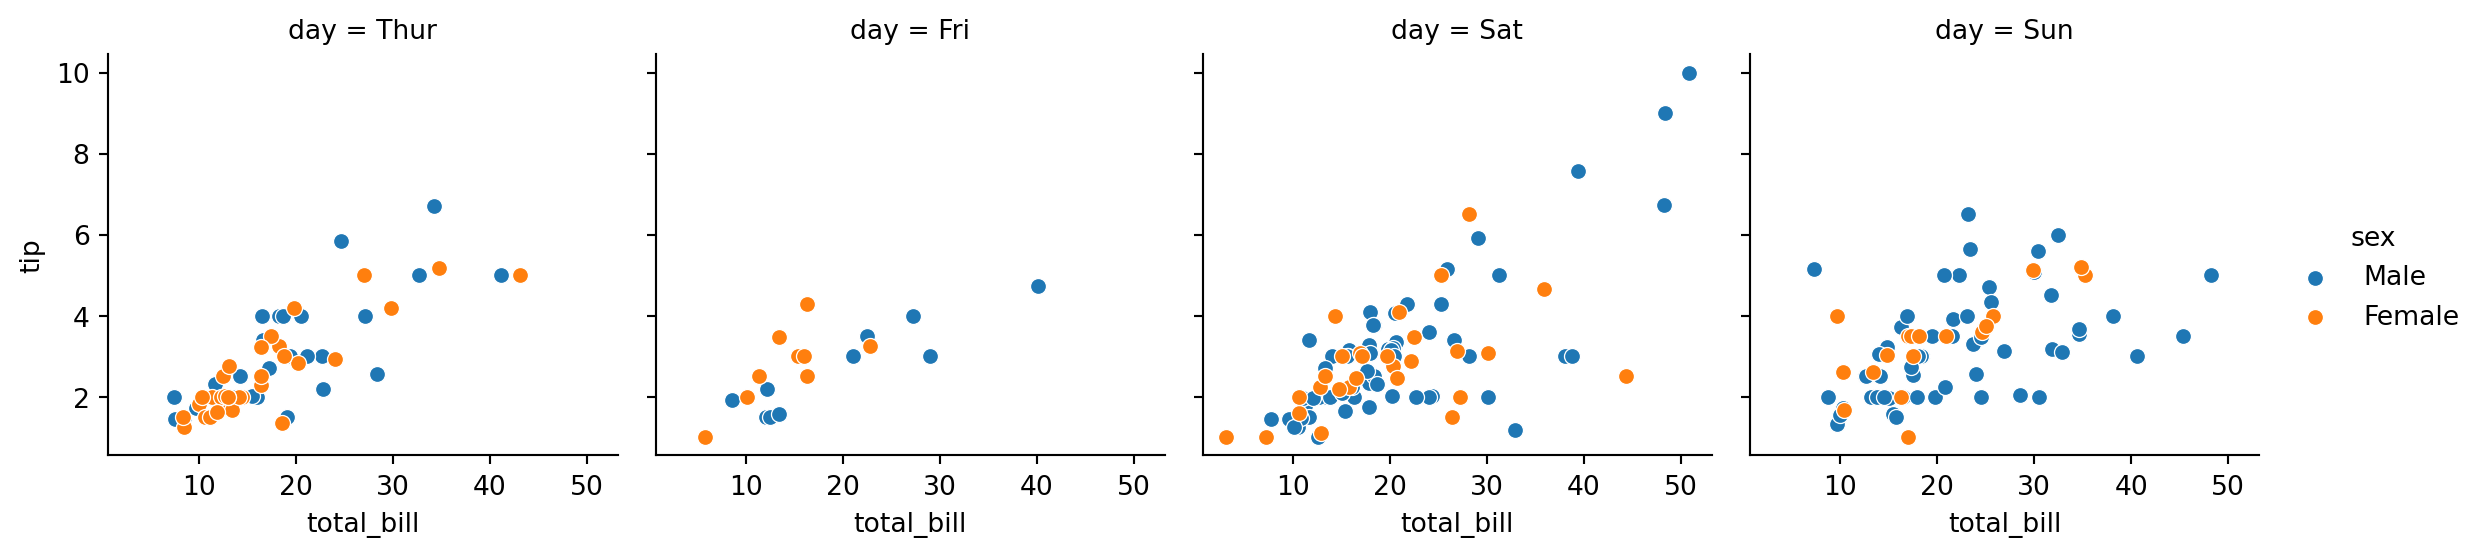 day = Thur
day = Fri
day = Sat
day = Sun
10
8
6
4
2
tip
10 20 30 40 50
10 20 30 40 50
10 20 30 40 50
10 20 30 40 50
total_bill
total_bill
total_bill
total_bill
sex
Male
Female